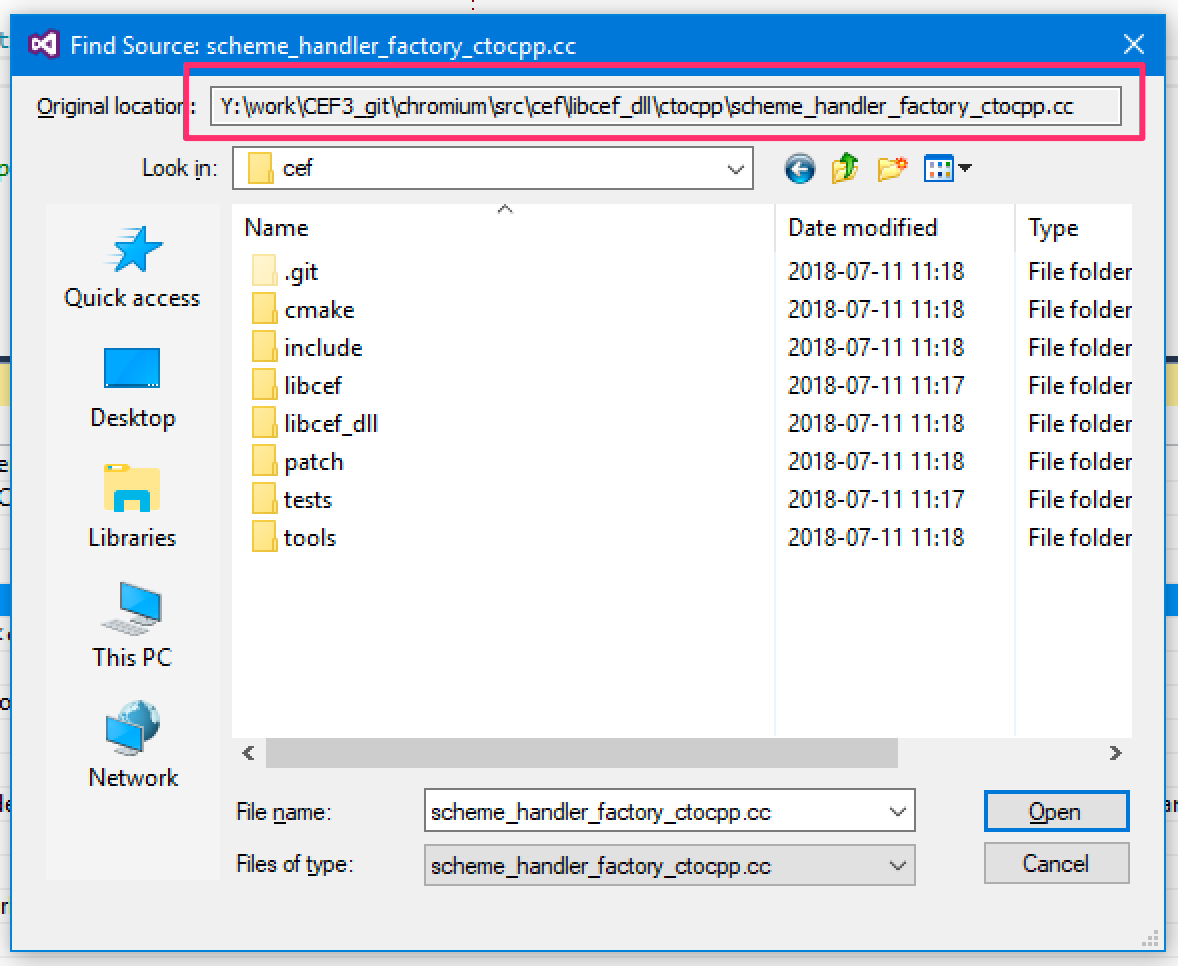 Find Source: scheme_handler_factory_ctocpp.cc
Original location: Y:\work\CEF3_git\chromium\src\cef\libcef_dll\ctocpp\scheme_handler_factory_ctocpp.cc
Look in: cef
Name Date modified Type
.git 2018-07-11 11:18 File folder
cmake 2018-07-11 11:18 File folder
include 2018-07-11 11:18 File folder
libcef 2018-07-11 11:17 File folder
libcef_dll 2018-07-11 11:18 File folder
patch 2018-07-11 11:18 File folder
tests 2018-07-11 11:17 File folder
tools 2018-07-11 11:18 File folder
Quick access
Desktop
Libraries
This PC
Network
File name: scheme_handler_factory_ctocpp.cc Open
Files of type: scheme_handler_factory_ctocpp.cc Cancel